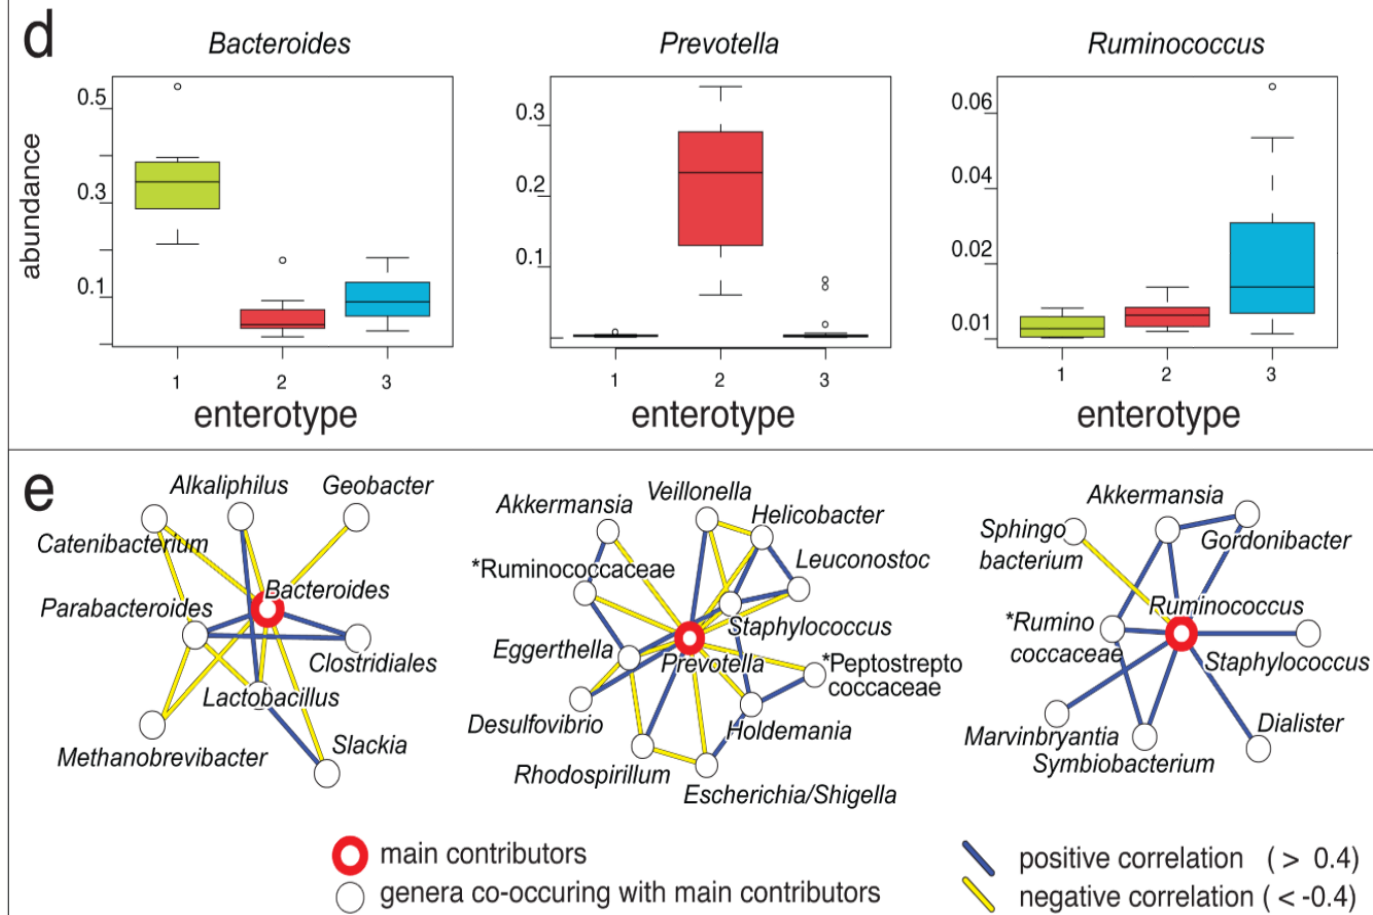 d
Bacteroides
Prevotella
Ruminococcus
abundance
0.5
0.3
0.1
1
2
3
enterotype
0.3
0.2
0.1
1
2
3
enterotype
0.06
0.04
0.02
0.01
1
2
3
enterotype
e
Alkaliphilus
Geobacter
Catenibacterium
Bacteroides
Parabacteroides
Clostridiales
Lactobacillus
Methanobrevibacter
Slackia
Veillonella
Akkermansia
Helicobacter
*Ruminococcaceae
Leuconostoc
Staphylococcus
Eggerthella
Prevotella
*Peptostrepto
coccaceae
Desulfovibrio
Holdemania
Rhodospirillum
Escherichia/Shigella
Akkermansia
Sphingo
bacterium
Gordonibacter
Ruminococcus
*Rumino
coccaceae
Staphylococcus
Marvinbryantia
Dialister
Symbiobacterium
main contributors
genera co-occuring with main contributors
positive correlation ( > 0.4)
negative correlation ( < -0.4)